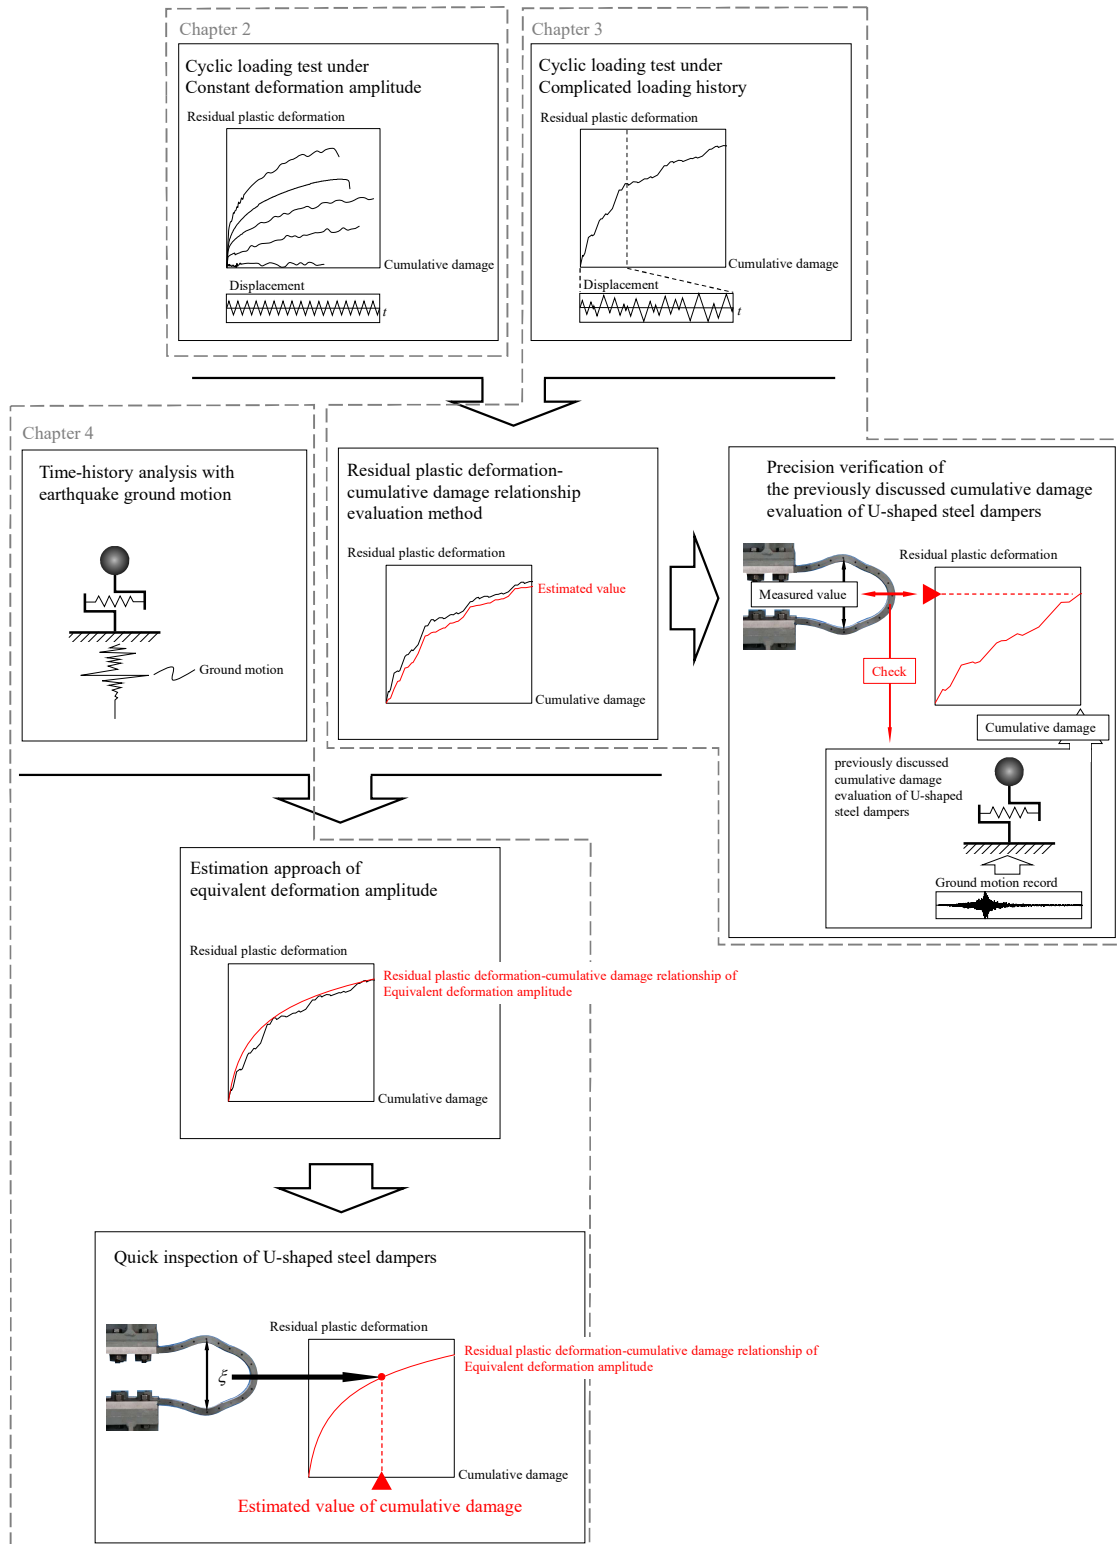 Chapter 2
Cyclic loading test under
Constant deformation amplitude
Residual plastic deformation
Cumulative damage
Displacement
t
Chapter 3
Cyclic loading test under
Complicated loading history
Residual plastic deformation
Cumulative damage
Displacement
t
Chapter 4
Time-history analysis with
earthquake ground motion
Ground motion
Residual plastic deformation-
cumulative damage relationship
evaluation method
Residual plastic deformation
Estimated value
Cumulative damage
Precision verification of
the previously discussed cumulative damage
evaluation of U-shaped steel dampers
Residual plastic deformation
Measured value
Check
Cumulative damage
previously discussed
cumulative damage
evaluation of U-shaped
steel dampers
Ground motion record
Estimation approach of
equivalent deformation amplitude
Residual plastic deformation
Residual plastic deformation-cumulative damage relationship of
Equivalent deformation amplitude
Cumulative damage
Quick inspection of U-shaped steel dampers
Residual plastic deformation
Residual plastic deformation-cumulative damage relationship of
Equivalent deformation amplitude
ξ
Cumulative damage
Estimated value of cumulative damage